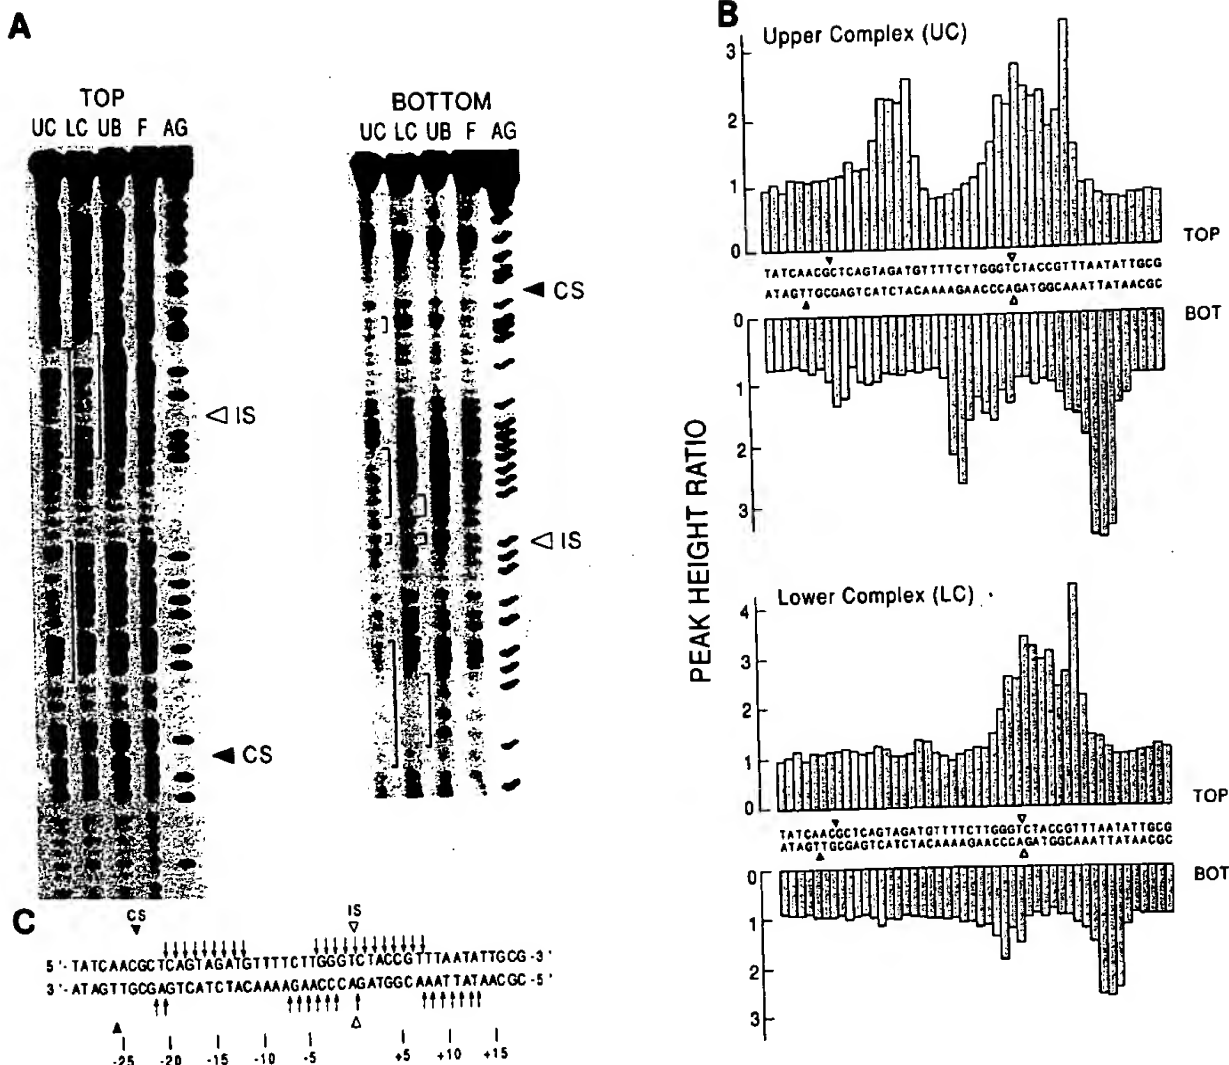 A
TOP
UC LC UB F AG
IS
CS
BOTTOM
UC LC UB F AG
CS
IS
B
Upper Complex (UC)
3
2
1
0
TOP
TATCAACGCTCAGTAGATGTTTTCTTGGGTCTACCGTTTAATATTGCG
ATAGTTGCGAGTCATCTACAAAAGAACCCAGATGGCAAATTATAACGC
BOT
0
1
2
3
PEAK HEIGHT RATIO
Lower Complex (LC)
4
3
2
1
0
TOP
TATCAACGCTCAGTAGATGTTTTCTTGGGTCTACCGTTTAATATTGCG
ATAGTTGCGAGTCATCTACAAAAGAACCCAGATGGCAAATTATAACGC
BOT
0
1
2
3
C
CS
IS
5'-TATCAACGCTCAGTAGATGTTTTCTTGGGTCTACCGTTTAATATTGCG-3'
3'-ATAGTTGCGAGTCATCTACAAAAGAACCCAGATGGCAAATTATAACGC-5'
-25 -20 -15 -10 -5 +5 +10 +15